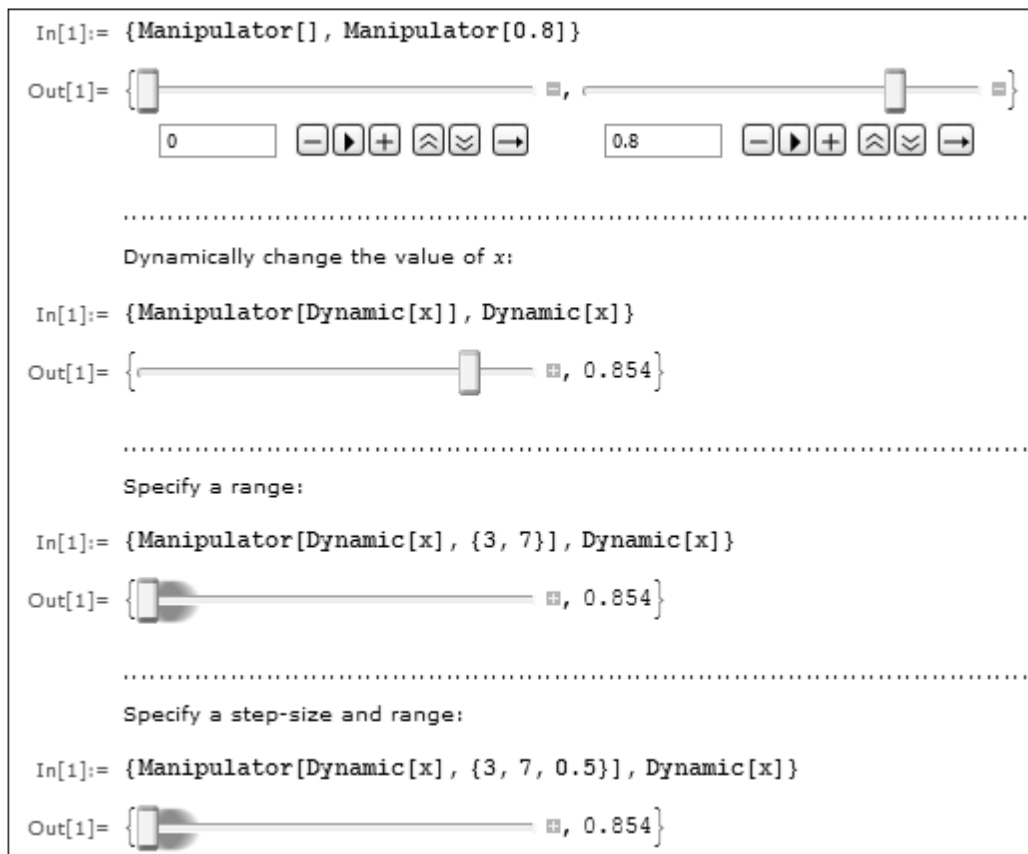 In[1]:= {Manipulator[], Manipulator[0.8]}
Out[1]= { , }
0 0.8
Dynamically change the value of x:
In[1]:= {Manipulator[Dynamic[x]], Dynamic[x]}
Out[1]= { , 0.854}
Specify a range:
In[1]:= {Manipulator[Dynamic[x], {3, 7}], Dynamic[x]}
Out[1]= { , 0.854}
Specify a step-size and range:
In[1]:= {Manipulator[Dynamic[x], {3, 7, 0.5}], Dynamic[x]}
Out[1]= { , 0.854}